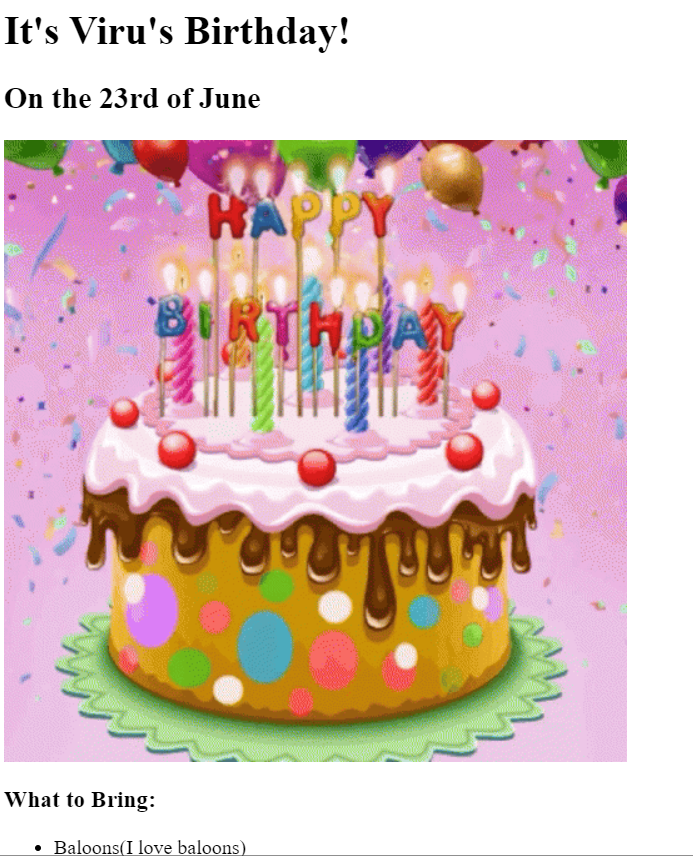 It's Viru's Birthday!
On the 23rd of June
HAPPY
BIRTHDAY
What to Bring:
• Baloons(I love baloons)